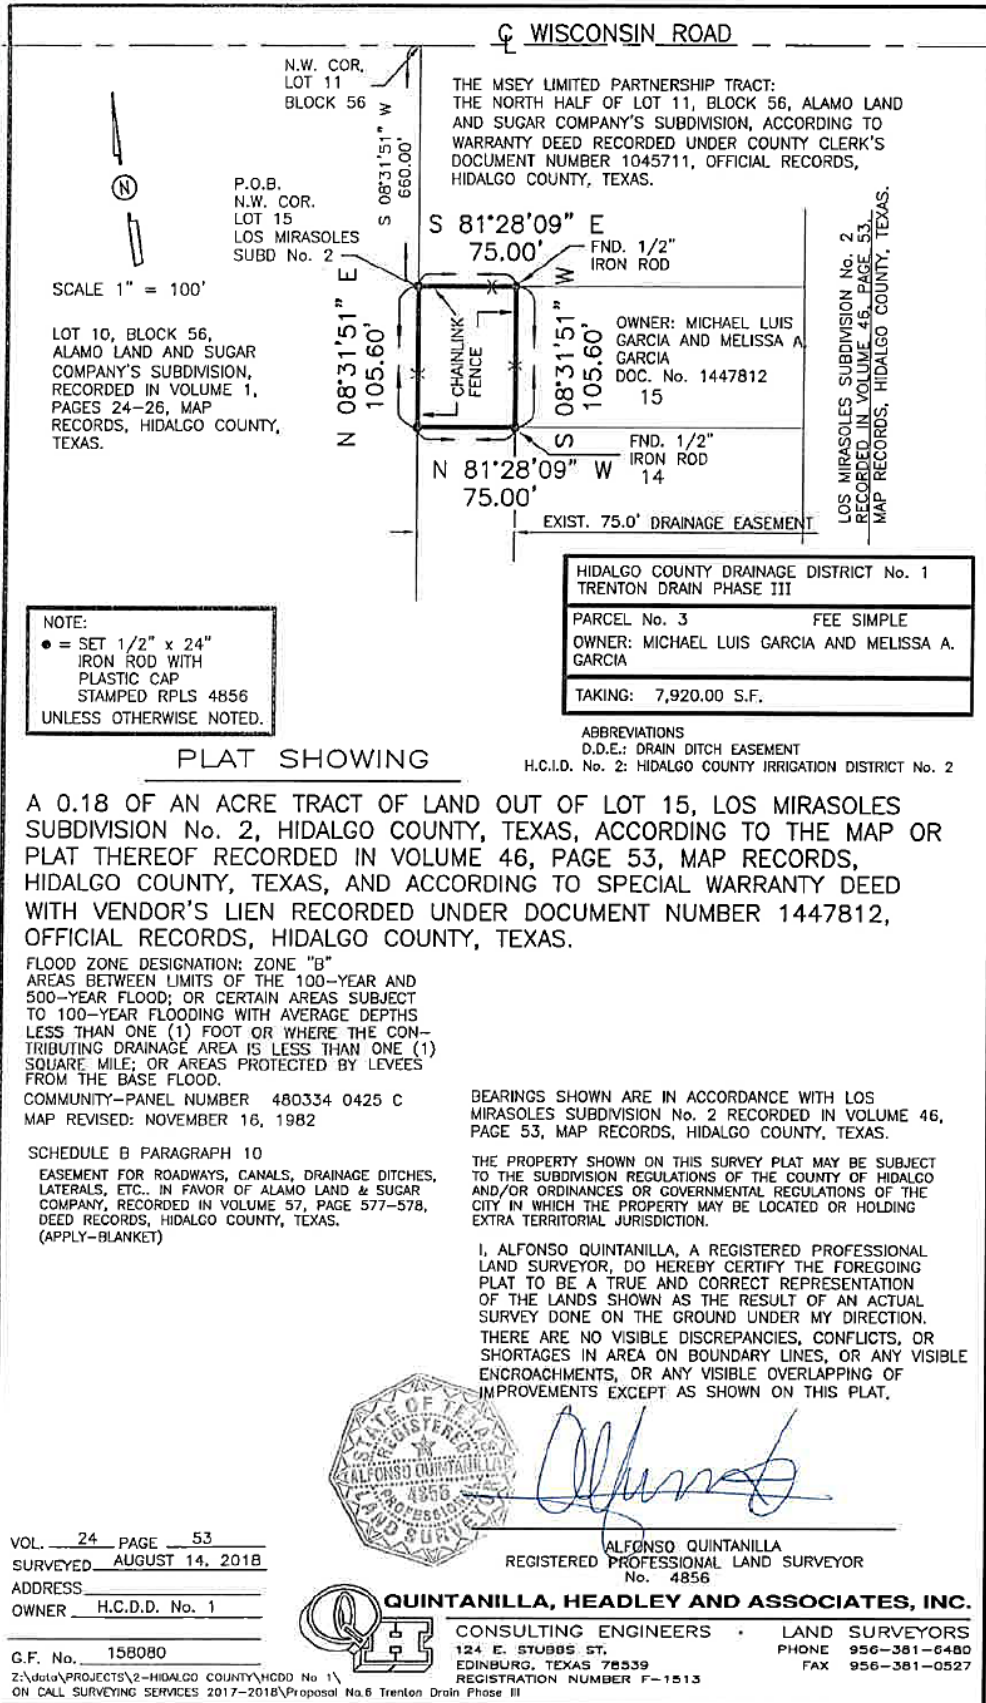 ℄ WISCONSIN ROAD
N.W. COR.
LOT 11
BLOCK 56
S 08°31'51" W
660.00'
THE MSEY LIMITED PARTNERSHIP TRACT:
THE NORTH HALF OF LOT 11, BLOCK 56, ALAMO LAND
AND SUGAR COMPANY'S SUBDIVISION, ACCORDING TO
WARRANTY DEED RECORDED UNDER COUNTY CLERK'S
DOCUMENT NUMBER 1045711, OFFICIAL RECORDS,
HIDALGO COUNTY, TEXAS.
N
P.O.B.
N.W. COR.
LOT 15
LOS MIRASOLES
SUBD No. 2
S 81°28'09" E
75.00'
FND. 1/2"
IRON ROD
SCALE 1" = 100'
LOT 10, BLOCK 56,
ALAMO LAND AND SUGAR
COMPANY'S SUBDIVISION,
RECORDED IN VOLUME 1,
PAGES 24-26, MAP
RECORDS, HIDALGO COUNTY,
TEXAS.
N 08°31'51" E
105.60'
CHAINLINK
FENCE
S 08°31'51" W
105.60'
OWNER: MICHAEL LUIS
GARCIA AND MELISSA A
GARCIA
DOC. No. 1447812
15
LOS MIRASOLES SUBDIVISION No. 2
RECORDED IN VOLUME 46, PAGE 53,
MAP RECORDS, HIDALGO COUNTY, TEXAS.
FND. 1/2"
IRON ROD
14
N 81°28'09" W
75.00'
EXIST. 75.0' DRAINAGE EASEMENT
HIDALGO COUNTY DRAINAGE DISTRICT No. 1
TRENTON DRAIN PHASE III
PARCEL No. 3 FEE SIMPLE
OWNER: MICHAEL LUIS GARCIA AND MELISSA A.
GARCIA
TAKING: 7,920.00 S.F.
NOTE:
● = SET 1/2" x 24"
IRON ROD WITH
PLASTIC CAP
STAMPED RPLS 4856
UNLESS OTHERWISE NOTED.
ABBREVIATIONS
D.D.E.: DRAIN DITCH EASEMENT
H.C.I.D. No. 2: HIDALGO COUNTY IRRIGATION DISTRICT No. 2
PLAT SHOWING
A 0.18 OF AN ACRE TRACT OF LAND OUT OF LOT 15, LOS MIRASOLES
SUBDIVISION No. 2, HIDALGO COUNTY, TEXAS, ACCORDING TO THE MAP OR
PLAT THEREOF RECORDED IN VOLUME 46, PAGE 53, MAP RECORDS,
HIDALGO COUNTY, TEXAS, AND ACCORDING TO SPECIAL WARRANTY DEED
WITH VENDOR'S LIEN RECORDED UNDER DOCUMENT NUMBER 1447812,
OFFICIAL RECORDS, HIDALGO COUNTY, TEXAS.
FLOOD ZONE DESIGNATION: ZONE "B"
AREAS BETWEEN LIMITS OF THE 100-YEAR AND
500-YEAR FLOOD; OR CERTAIN AREAS SUBJECT
TO 100-YEAR FLOODING WITH AVERAGE DEPTHS
LESS THAN ONE (1) FOOT OR WHERE THE CON-
TRIBUTING DRAINAGE AREA IS LESS THAN ONE (1)
SQUARE MILE; OR AREAS PROTECTED BY LEVEES
FROM THE BASE FLOOD.
COMMUNITY-PANEL NUMBER 480334 0425 C
MAP REVISED: NOVEMBER 16, 1982
SCHEDULE B PARAGRAPH 10
EASEMENT FOR ROADWAYS, CANALS, DRAINAGE DITCHES,
LATERALS, ETC.. IN FAVOR OF ALAMO LAND & SUGAR
COMPANY, RECORDED IN VOLUME 57, PAGE 577-578,
DEED RECORDS, HIDALGO COUNTY, TEXAS.
(APPLY-BLANKET)
BEARINGS SHOWN ARE IN ACCORDANCE WITH LOS
MIRASOLES SUBDIVISION No. 2 RECORDED IN VOLUME 46,
PAGE 53, MAP RECORDS, HIDALGO COUNTY, TEXAS.
THE PROPERTY SHOWN ON THIS SURVEY PLAT MAY BE SUBJECT
TO THE SUBDIVISION REGULATIONS OF THE COUNTY OF HIDALGO
AND/OR ORDINANCES OR GOVERNMENTAL REGULATIONS OF THE
CITY IN WHICH THE PROPERTY MAY BE LOCATED OR HOLDING
EXTRA TERRITORIAL JURISDICTION.
I, ALFONSO QUINTANILLA, A REGISTERED PROFESSIONAL
LAND SURVEYOR, DO HEREBY CERTIFY THE FOREGOING
PLAT TO BE A TRUE AND CORRECT REPRESENTATION
OF THE LANDS SHOWN AS THE RESULT OF AN ACTUAL
SURVEY DONE ON THE GROUND UNDER MY DIRECTION.
THERE ARE NO VISIBLE DISCREPANCIES, CONFLICTS, OR
SHORTAGES IN AREA ON BOUNDARY LINES, OR ANY VISIBLE
ENCROACHMENTS, OR ANY VISIBLE OVERLAPPING OF
IMPROVEMENTS EXCEPT AS SHOWN ON THIS PLAT.
STATE OF TEXAS
REGISTERED
ALFONSO QUINTANILLA
4856
PROFESSIONAL
LAND SURVEYOR
ALFONSO QUINTANILLA
REGISTERED PROFESSIONAL LAND SURVEYOR
No. 4856
VOL. 24 PAGE 53
SURVEYED AUGUST 14, 2018
ADDRESS
OWNER H.C.D.D. No. 1
G.F. No. 158080
Z:\data\PROJECTS\2-HIDALGO COUNTY\HCDD No 1\
ON CALL SURVEYING SERVICES 2017-2018\Proposal No.6 Trenton Drain Phase III
QH
QUINTANILLA, HEADLEY AND ASSOCIATES, INC.
CONSULTING ENGINEERS · LAND SURVEYORS
124 E. STUBBS ST. PHONE 956-381-6480
EDINBURG, TEXAS 78539 FAX 956-381-0527
REGISTRATION NUMBER F-1513